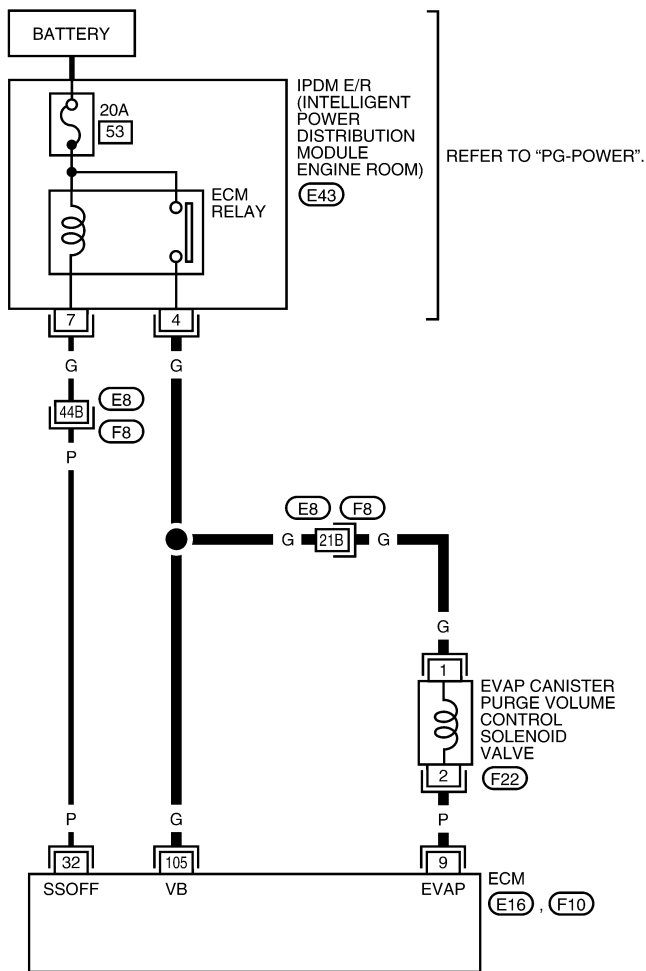 BATTERY
20A
53
IPDM E/R
(INTELLIGENT
POWER
DISTRIBUTION
MODULE
ENGINE ROOM)
E43
REFER TO “PG-POWER”.
ECM
RELAY
7
4
G
G
44B
E8
F8
P
E8
F8
G
21B
G
G
1
EVAP CANISTER
PURGE VOLUME
CONTROL
SOLENOID
VALVE
2
F22
P
G
P
32
105
9
SSOFF
VB
EVAP
ECM
E16 , F10